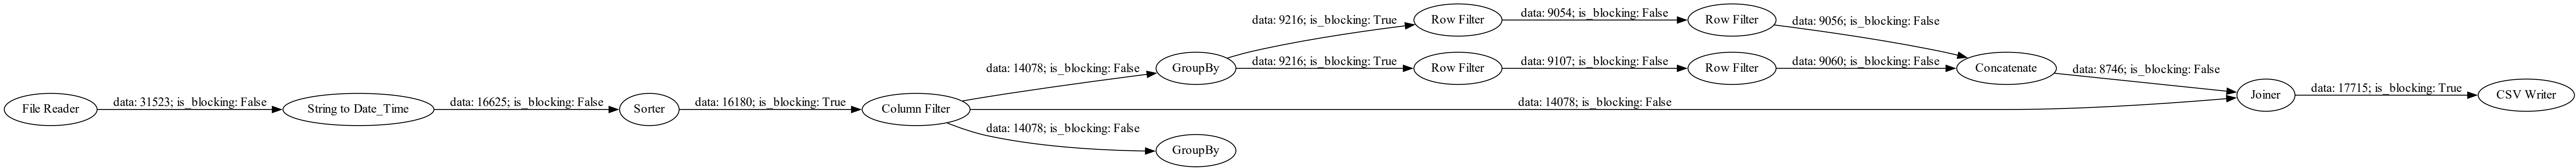 data: 9216; is_blocking: True
Row Filter
data: 9054; is_blocking: False
Row Filter
data: 9056; is_blocking: False
data: 14078; is_blocking: False
GroupBy
data: 9216; is_blocking: True
Row Filter
data: 9107; is_blocking: False
Row Filter
data: 9060; is_blocking: False
Concatenate
data: 8746; is_blocking: False
File Reader
data: 31523; is_blocking: False
String to Date_Time
data: 16625; is_blocking: False
Sorter
data: 16180; is_blocking: True
Column Filter
data: 14078; is_blocking: False
Joiner
data: 17715; is_blocking: True
CSV Writer
data: 14078; is_blocking: False
GroupBy